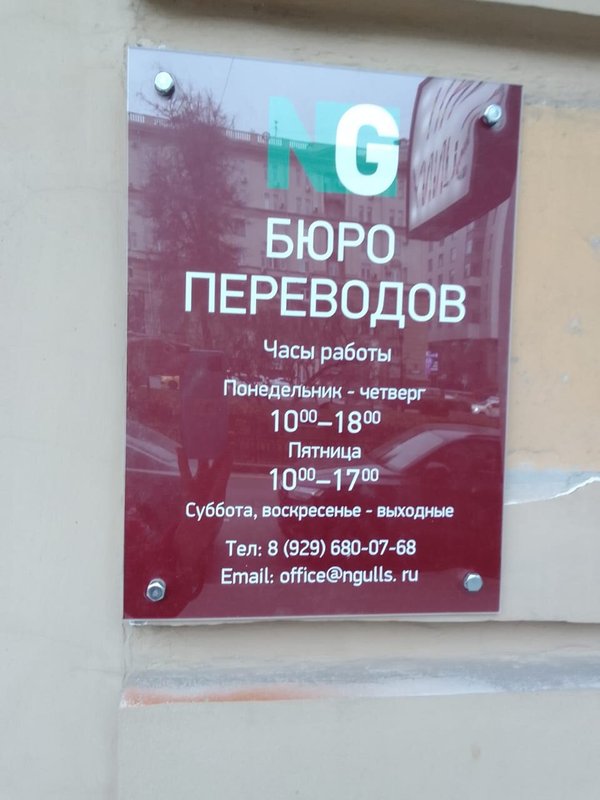 NG
БЮРО
ПЕРЕВОДОВ
Часы работы
Понедельник - четверг
10⁰⁰–18⁰⁰
Пятница
10⁰⁰–17⁰⁰
Суббота, воскресенье - выходные
Тел: 8 (929) 680-07-68
Email: office@ngulls. ru